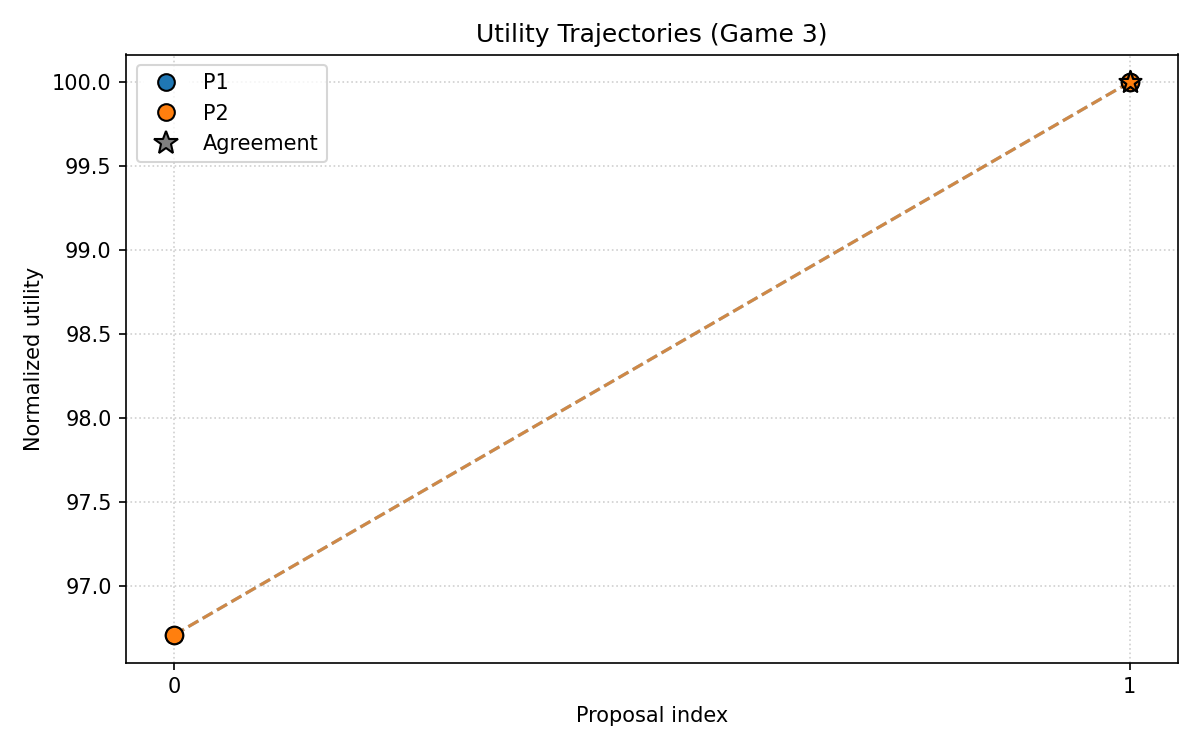 Utility Trajectories (Game 3)
P1
P2
Agreement
100.0
99.5
99.0
98.5
98.0
97.5
97.0
Normalized utility
0
1
Proposal index